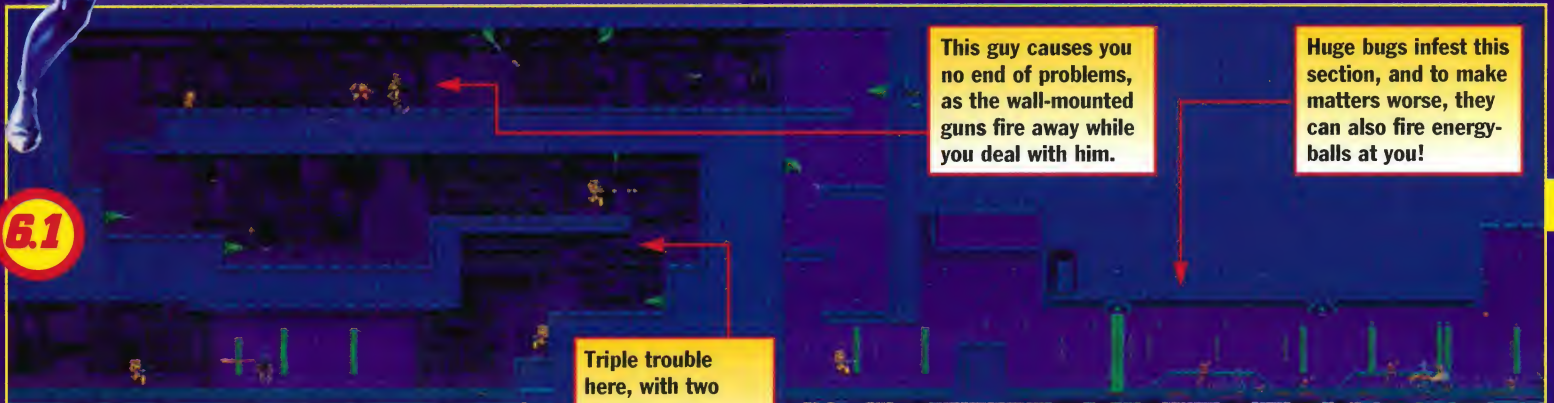 This guy causes you
no end of problems,
as the wall-mounted
guns fire away while
you deal with him.
Huge bugs infest this
section, and to make
matters worse, they
can also fire energy-
balls at you!
6.1
Triple trouble
here, with two